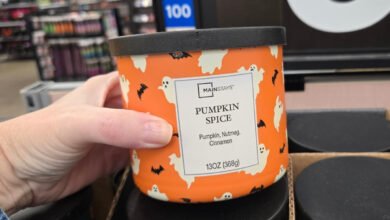 100
MAINSTAYS
PUMPKIN
SPICE
Pumpkin, Nutmeg,
Cinnamon
13OZ (368g)